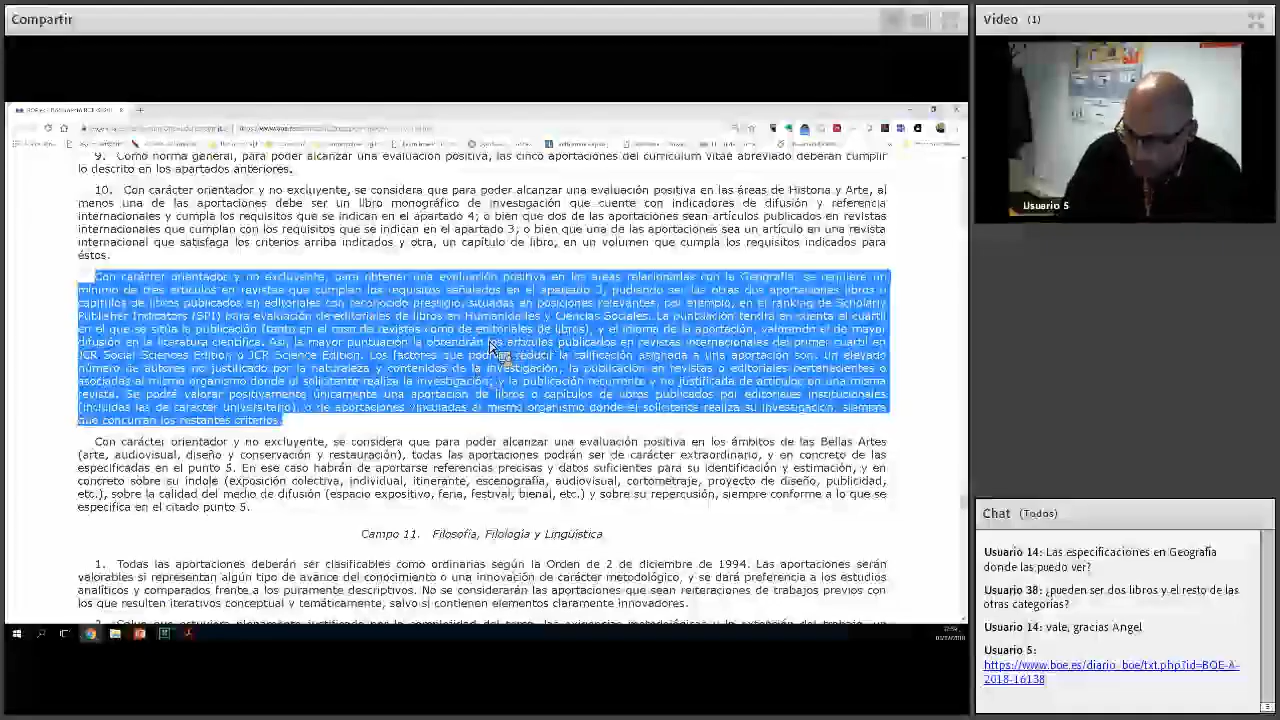 Compartir
9. Como norma general, para poder alcanzar una evaluación positiva, las cinco aportaciones del curriculum vitae abreviado deberán cumplir
lo descrito en los apartados anteriores.
10. Con carácter orientador y no excluyente, se considera que para poder alcanzar una evaluación positiva en las áreas de Historia y Arte, al
menos una de las aportaciones debe ser un libro monográfico de investigación que cuente con indicadores de difusión y referencia
internacionales y cumpla los requisitos que se indican en el apartado 4; o bien que dos de las aportaciones sean artículos publicados en revistas
internacionales que cumplan con los requisitos que se indican en el apartado 3; o bien que una de las aportaciones sea un artículo en una revista
internacional que satisfaga los criterios arriba indicados y otra, un capítulo de libro, en un volumen que cumpla los requisitos indicados para
éstos.
Con carácter orientador y no excluyente, para obtener una evaluación positiva en las áreas relacionadas con la Geografía, se requiere un
mínimo de tres artículos en revistas que cumplan los requisitos señalados en el apartado 3, pudiendo ser las otras dos aportaciones libros o
capítulos de libros publicados en editoriales con reconocido prestigio, situadas en posiciones relevantes, por ejemplo, en el ranking de Scholarly
Publisher Indicators (SPI) para evaluación de editoriales de libros en Humanidades y Ciencias Sociales. La puntuación tendrá en cuenta el cuartil
en el que se sitúa la publicación (tanto en el caso de revistas como de editoriales de libros), y el idioma de la aportación, valorando el de mayor
difusión en la literatura científica. Así, la mayor puntuación la obtendrán los artículos publicados en revistas internacionales del primer cuartil en
JCR Social Sciences Edition o JCR Science Edition. Los factores que podrán reducir la calificación asignada a una aportación son: Un elevado
número de autores no justificado por la naturaleza y contenidos de la investigación, la publicación en revistas o editoriales pertenecientes o
asociadas al mismo organismo donde el solicitante realiza la investigación, y la publicación recurrente y no justificada de artículos en una misma
revista. Se podrá valorar positivamente únicamente una aportación de libros o capítulos de libros publicados por editoriales institucionales
(incluidas las de carácter universitario), o de aportaciones vinculadas al mismo organismo donde el solicitante realiza su investigación, siempre
que concurran los restantes criterios.
Con carácter orientador y no excluyente, se considera que para poder alcanzar una evaluación positiva en los ámbitos de las Bellas Artes
(arte, audiovisual, diseño y conservación y restauración), todas las aportaciones podrán ser de carácter extraordinario, y en concreto de las
especificadas en el punto 5. En ese caso habrán de aportarse referencias precisas y datos suficientes para su identificación y estimación, y en
concreto sobre su índole (exposición colectiva, individual, itinerante, escenografía, audiovisual, cortometraje, proyecto de diseño, publicidad,
etc.), sobre la calidad del medio de difusión (espacio expositivo, feria, festival, bienal, etc.) y sobre su repercusión, siempre conforme a lo que se
especifica en el citado punto 5.
Campo 11. Filosofía, Filología y Lingüística
1. Todas las aportaciones deberán ser clasificables como ordinarias según la Orden de 2 de diciembre de 1994. Las aportaciones serán
valorables si representan algún tipo de avance del conocimiento o una innovación de carácter metodológico, y se dará preferencia a los estudios
analíticos y comparados frente a los puramente descriptivos. No se considerarán las aportaciones que sean reiteraciones de trabajos previos con
los que resulten iterativos conceptual y temáticamente, salvo si contienen elementos claramente innovadores.
Video (1)
Usuario 5
Chat (Todos)
Usuario 14: Las especificaciones en Geografia
donde las puedo ver?
Usuario 38: ¿pueden ser dos libros y el resto de las
otras categorias?
Usuario 14: vale, gracias Angel
Usuario 5:
https://www.boe.es/diario_boe/txt.php?id=BOE-A-
2018-16138